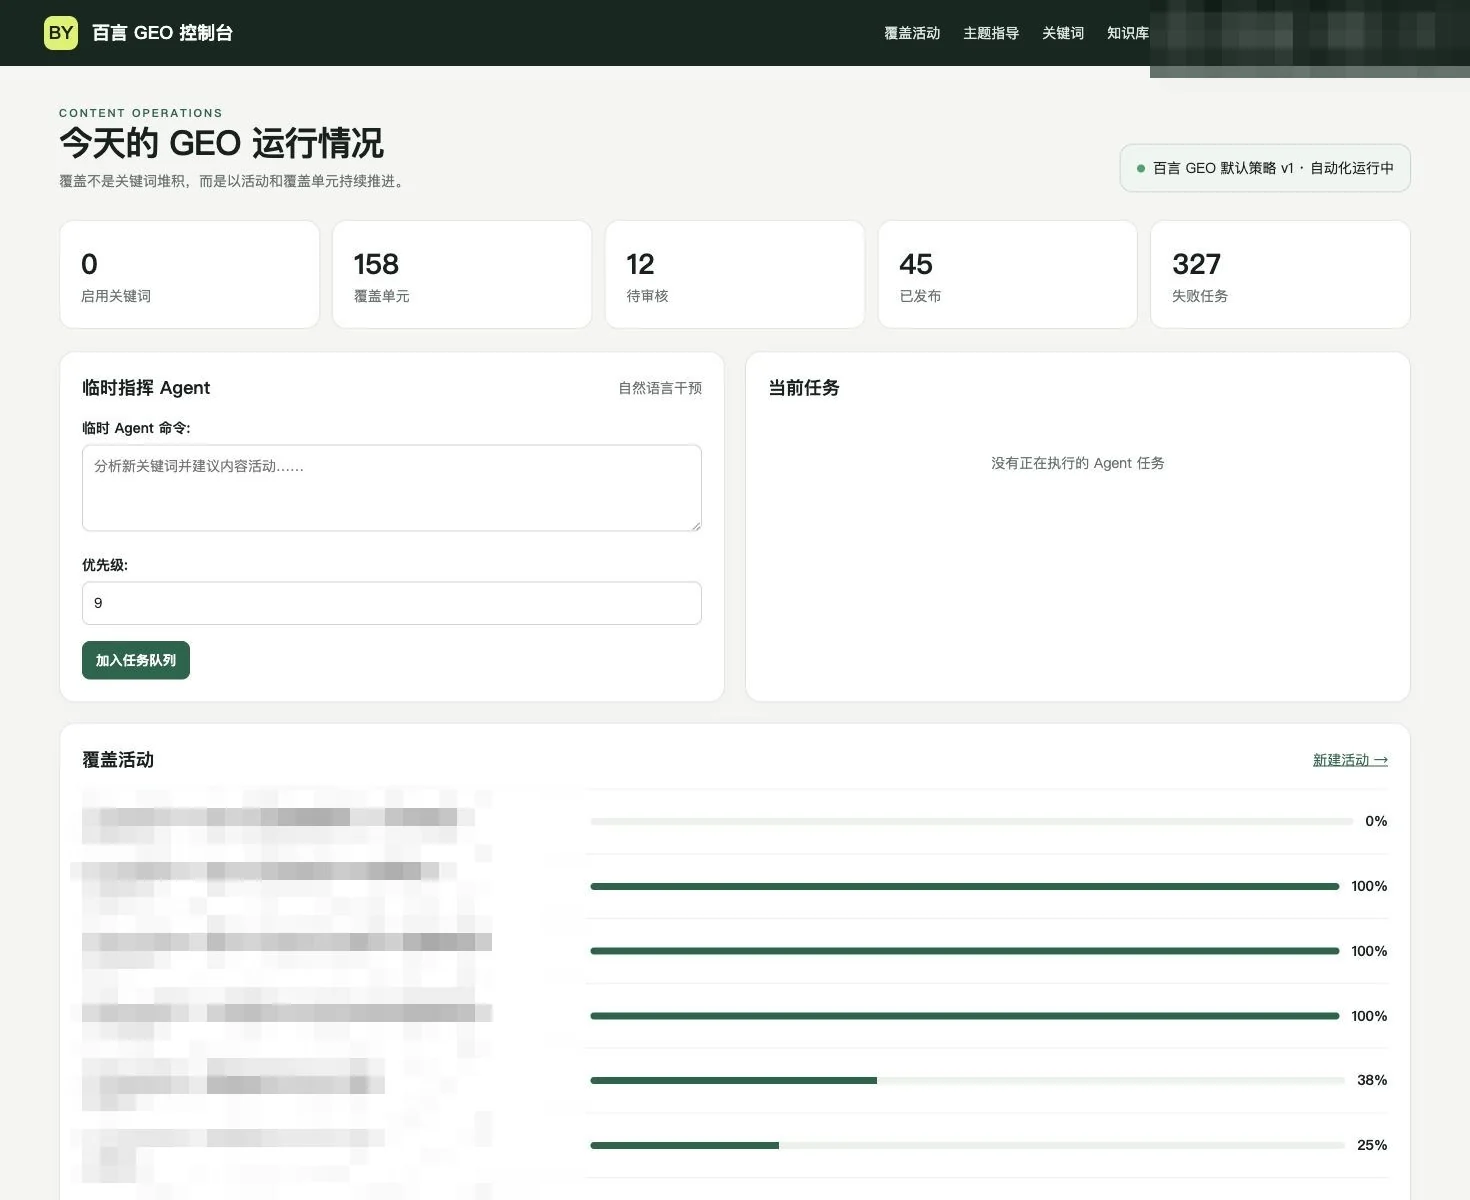 BY 百言 GEO 控制台
覆盖活动 主题指导 关键词 知识库
CONTENT OPERATIONS
今天的 GEO 运行情况
覆盖不是关键词堆积，而是以活动和覆盖单元持续推进。
百言 GEO 默认策略 v1 · 自动化运行中
0
启用关键词
158
覆盖单元
12
待审核
45
已发布
327
失败任务
临时指挥 Agent
自然语言干预
临时 Agent 命令:
分析新关键词并建议内容活动……
优先级:
9
加入任务队列
当前任务
没有正在执行的 Agent 任务
覆盖活动
新建活动 →
0%
100%
100%
100%
38%
25%